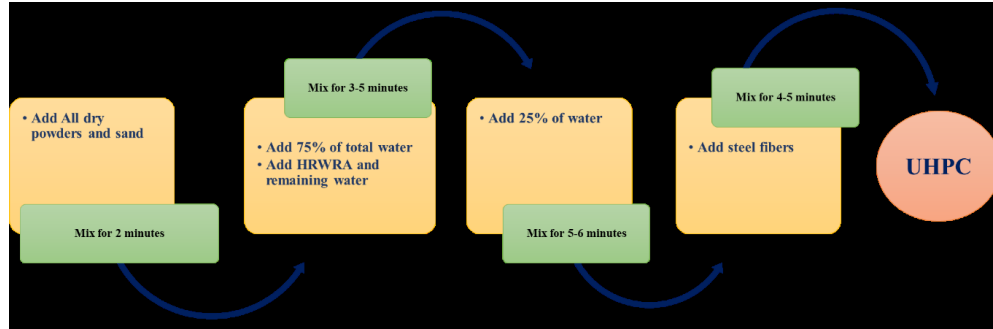 • Add All dry
powders and sand
Mix for 2 minutes
Mix for 3-5 minutes
• Add 75% of total water
• Add HRWRA and
remaining water
• Add 25% of water
Mix for 5-6 minutes
Mix for 4-5 minutes
• Add steel fibers
UHPC